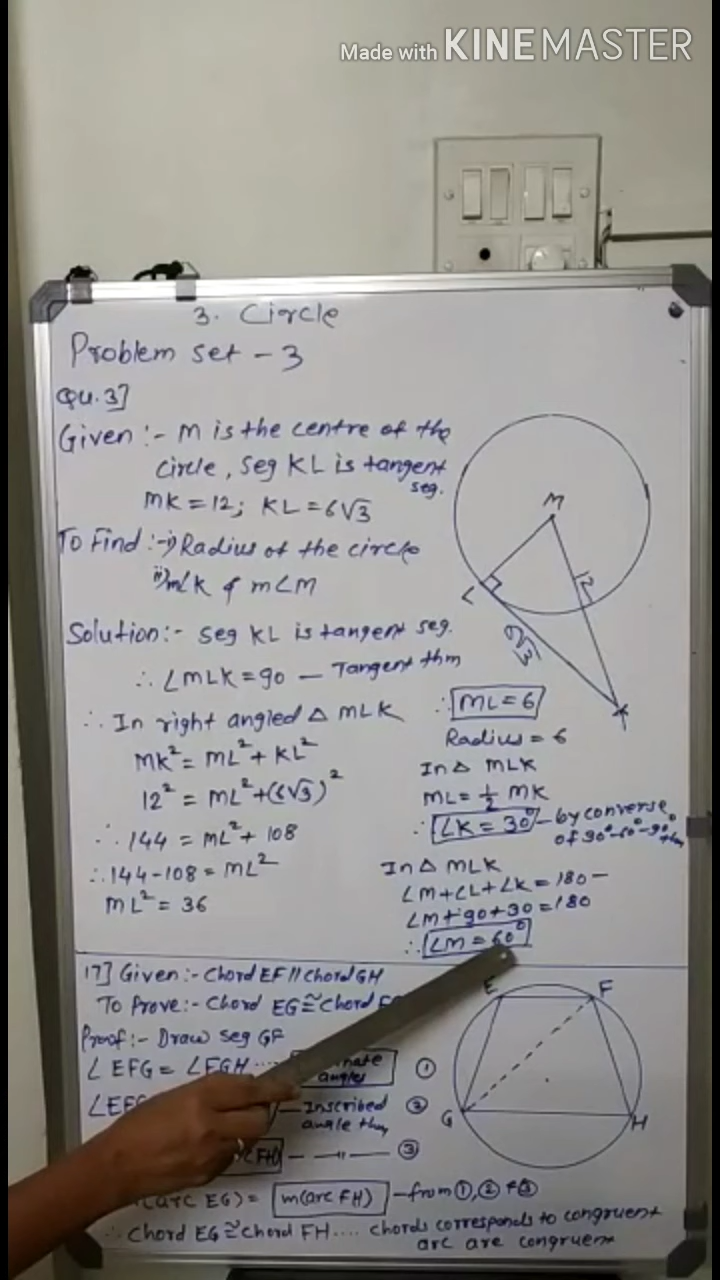 Made with KINEMASTER
3. Circle
Problem set - 3
Qu.3]
Given :- M is the centre of the
circle, seg KL is tangent
seg.
MK = 12; KL = 6√3
To Find :- i) Radius of the circle
ii) m∠K & m∠M
Solution:- seg KL is tangent seg.
∴ ∠MLK = 90 — Tangent thm
∴ In right angled △ MLK
MK² = ML² + KL²
12² = ML² + (6√3)²
∴ 144 = ML² + 108
∴ 144 - 108 = ML²
ML² = 36
M
L
12
6√3
K
∴ ML = 6
Radius = 6
In △ MLK
ML = ½ MK
∴ ∠K = 30° - by converse
of 30°-60°-90° thm
In △ MLK
∠M + ∠L + ∠K = 180 -
∠M + 90 + 30 = 180
∴ ∠M = 60°
17] Given :- Chord EF || Chord GH
To Prove :- Chord EG ≅ Chord
Proof :- Draw seg GF
∠ EFG = ∠ FGH ....
angles ①
— Inscribed ②
angle thm
FH) — — 〃 — ③
EG) = m(arc FH) — from ①, ② & ③
∴ Chord EG ≅ Chord FH .... chords corresponds to congruent
arc are congruent
E
F
G
H